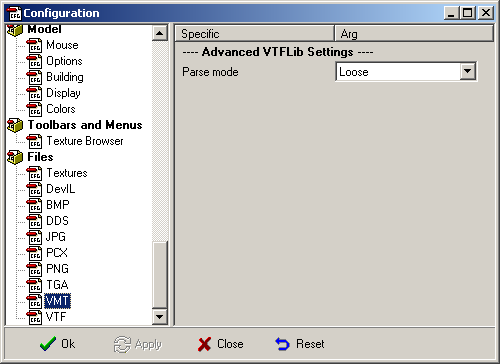 Configuration
Model
Mouse
Options
Building
Display
Colors
Toolbars and Menus
Texture Browser
Files
Textures
DevIL
BMP
DDS
JPG
PCX
PNG
TGA
VMT
VTF
Specific Arg
---- Advanced VTFLib Settings ----
Parse mode Loose
Ok Apply Close Reset